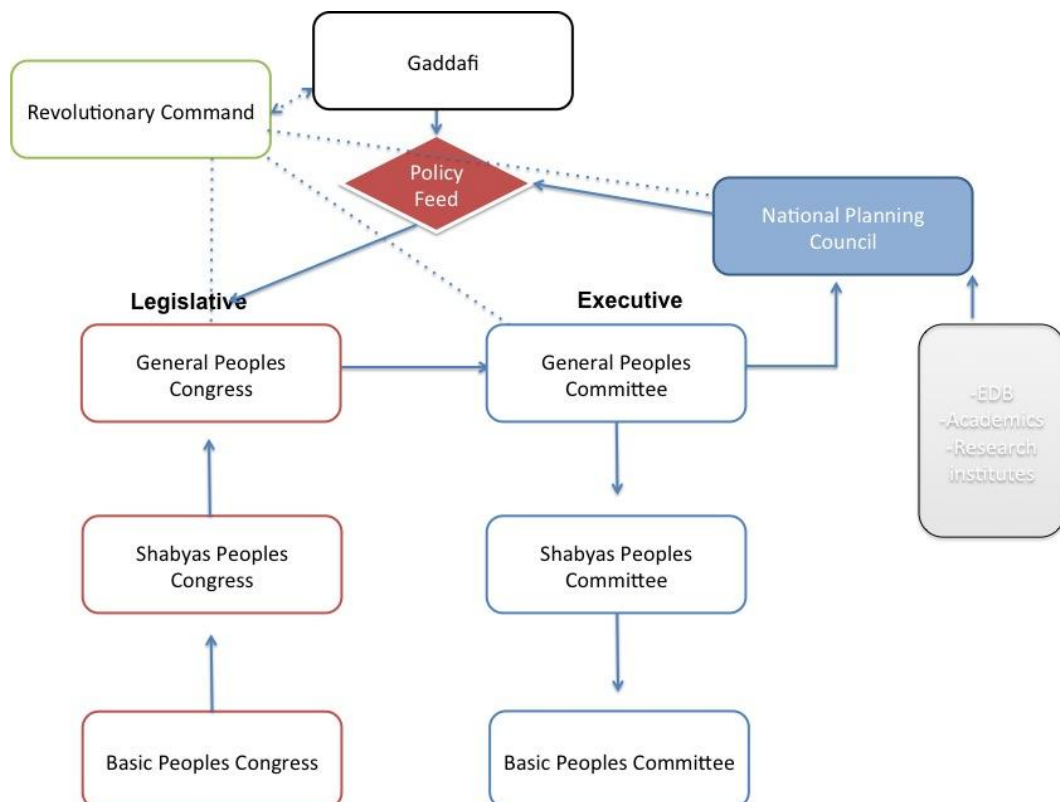 Gaddafi
Revolutionary Command
Policy
Feed
National Planning
Council
Legislative
Executive
General Peoples
Congress
General Peoples
Committee
-EDB
-Academics
-Research
institutes
Shabyas Peoples
Congress
Shabyas Peoples
Committee
Basic Peoples Congress
Basic Peoples Committee